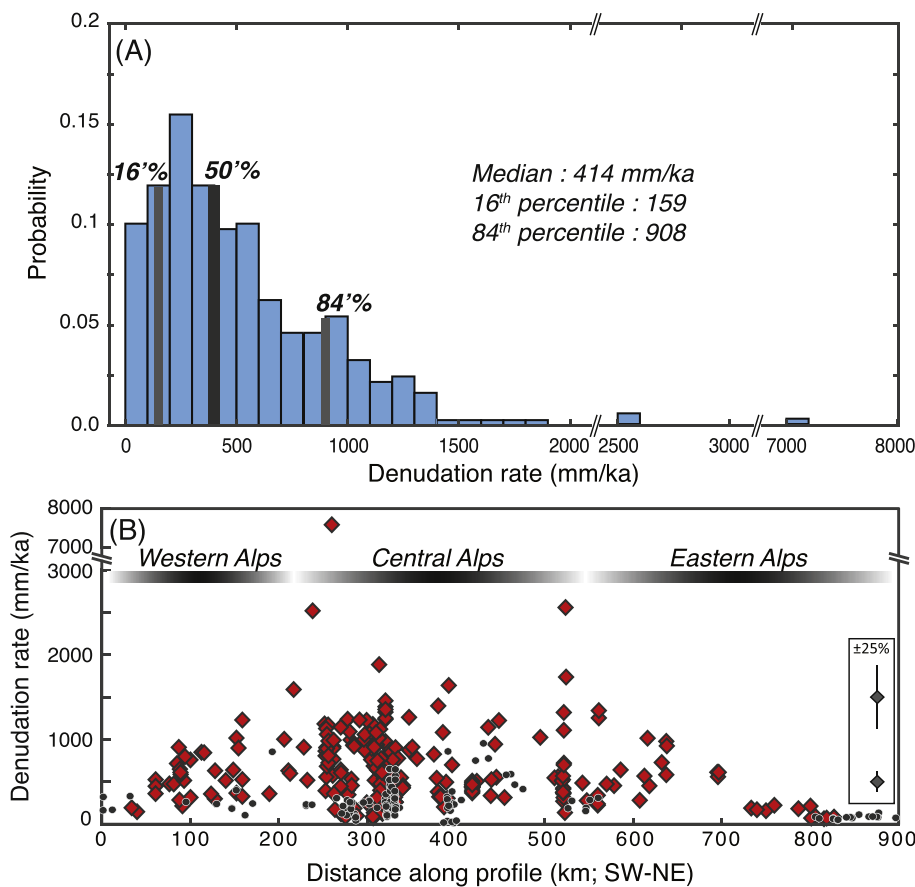 (A)
0.2
0.15
0.1
0.05
0.0
Probability
16'%
50'%
84'%
Median : 414 mm/ka
16th percentile : 159
84th percentile : 908
0 500 1000 1500 2000 2500 3000 7000 8000
Denudation rate (mm/ka)
(B)
8000
7000
3000
2000
1000
0
Denudation rate (mm/ka)
Western Alps Central Alps Eastern Alps
±25%
0 100 200 300 400 500 600 700 800 900
Distance along profile (km; SW-NE)